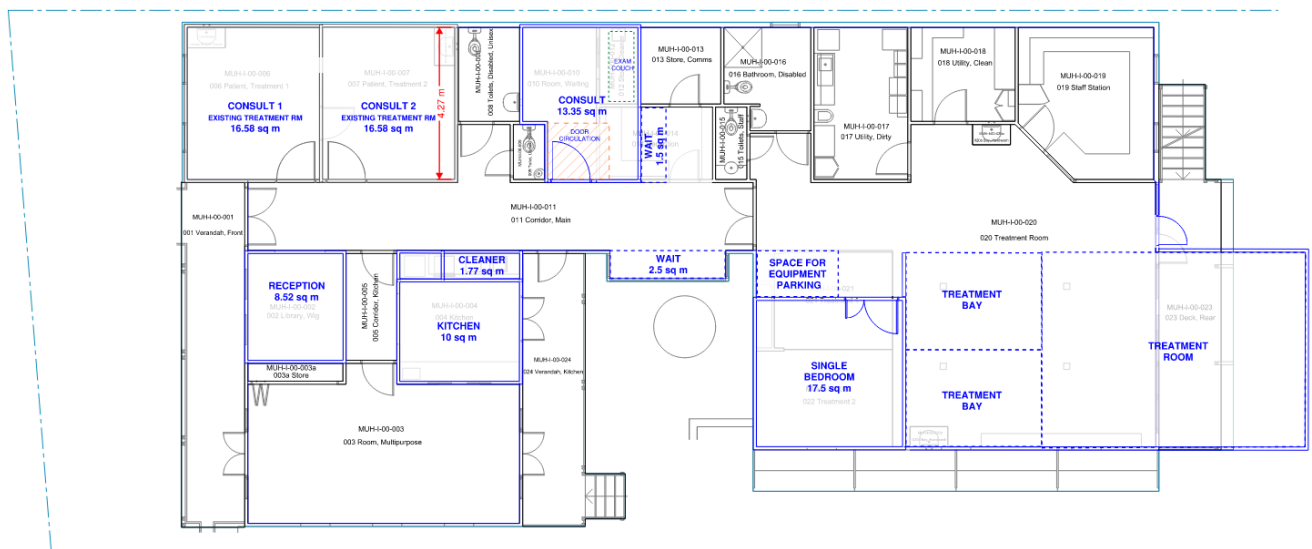 MUH-I-00-006
006 Patient, Treatment 1
CONSULT 1
EXISTING TREATMENT RM
16.58 sq m
MUH-I-00-007
007 Patient, Treatment 2
CONSULT 2
EXISTING TREATMENT RM
16.58 sq m
4.27 m
008 Toilets, Disabled, Unisex
MUH-I-00-010
010 Room, Waiting
EXAM
COUCH
CONSULT
13.35 sq m
DOOR
CIRCULATION
WAIT
1.5 sq m
MUH-I-00-013
013 Store, Comms
MUH-I-00-016
016 Bathroom, Disabled
MUH-I-00-015
015 Toilets, Staff
MUH-I-00-017
017 Utility, Dirty
MUH-I-00-018
018 Utility, Clean
MUH-I-00-019
019 Staff Station
MUH-I-00-001
001 Verandah, Front
MUH-I-00-011
011 Corridor, Main
MUH-I-00-020
020 Treatment Room
RECEPTION
8.52 sq m
MUH-I-00-002
002 Library, Wig
MUH-I-00-005
005 Corridor, Kitchen
CLEANER
1.77 sq m
MUH-I-00-004
004 Kitchen
KITCHEN
10 sq m
WAIT
2.5 sq m
SPACE FOR
EQUIPMENT
PARKING
TREATMENT
BAY
MUH-I-00-023
023 Deck, Rear
TREATMENT
ROOM
MUH-I-00-003a
003a Store
MUH-I-00-024
024 Verandah, Kitchen
SINGLE
BEDROOM
17.5 sq m
022 Treatment 2
TREATMENT
BAY
MUH-I-00-003
003 Room, Multipurpose